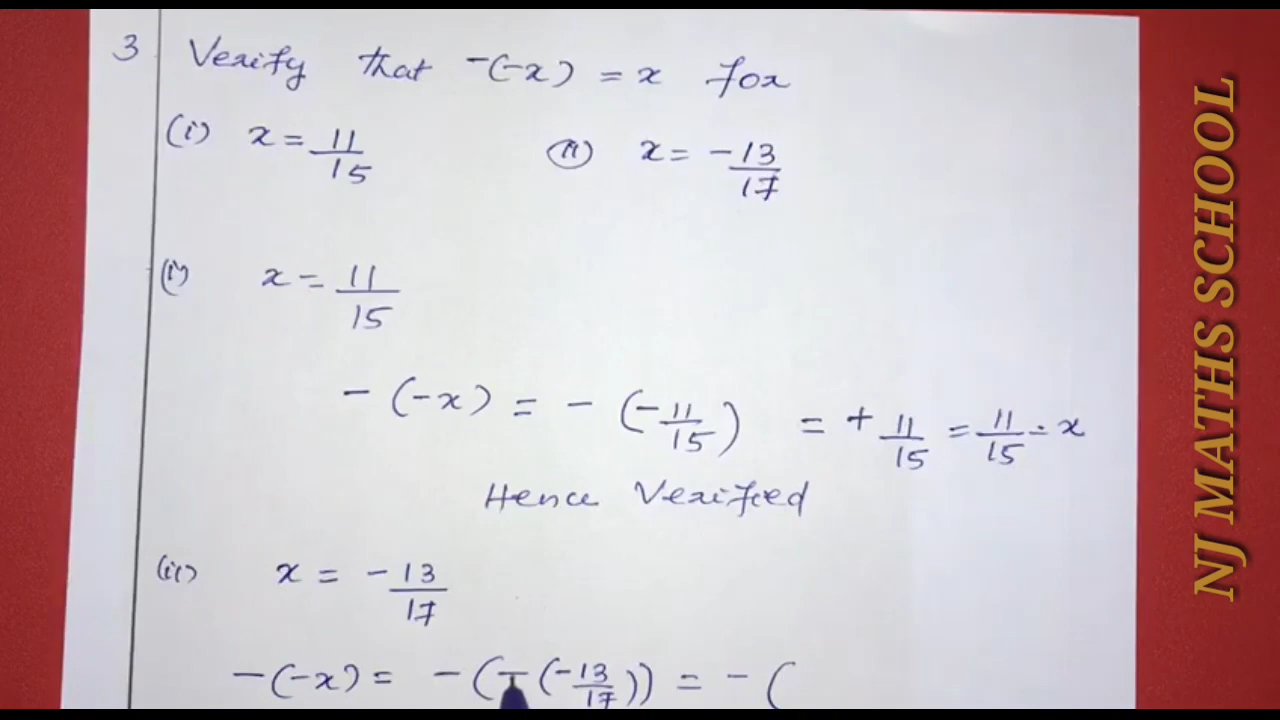 3 Verify that -(-x) = x for
(i) x = 11/15 (ii) x = -13/17
(i) x = 11/15
- (-x) = - (-11/15) = + 11/15 = 11/15 = x
Hence Verified
(ii) x = -13/17
-(-x) = -(-(-13/17)) = -(
NJ MATHS SCHOOL